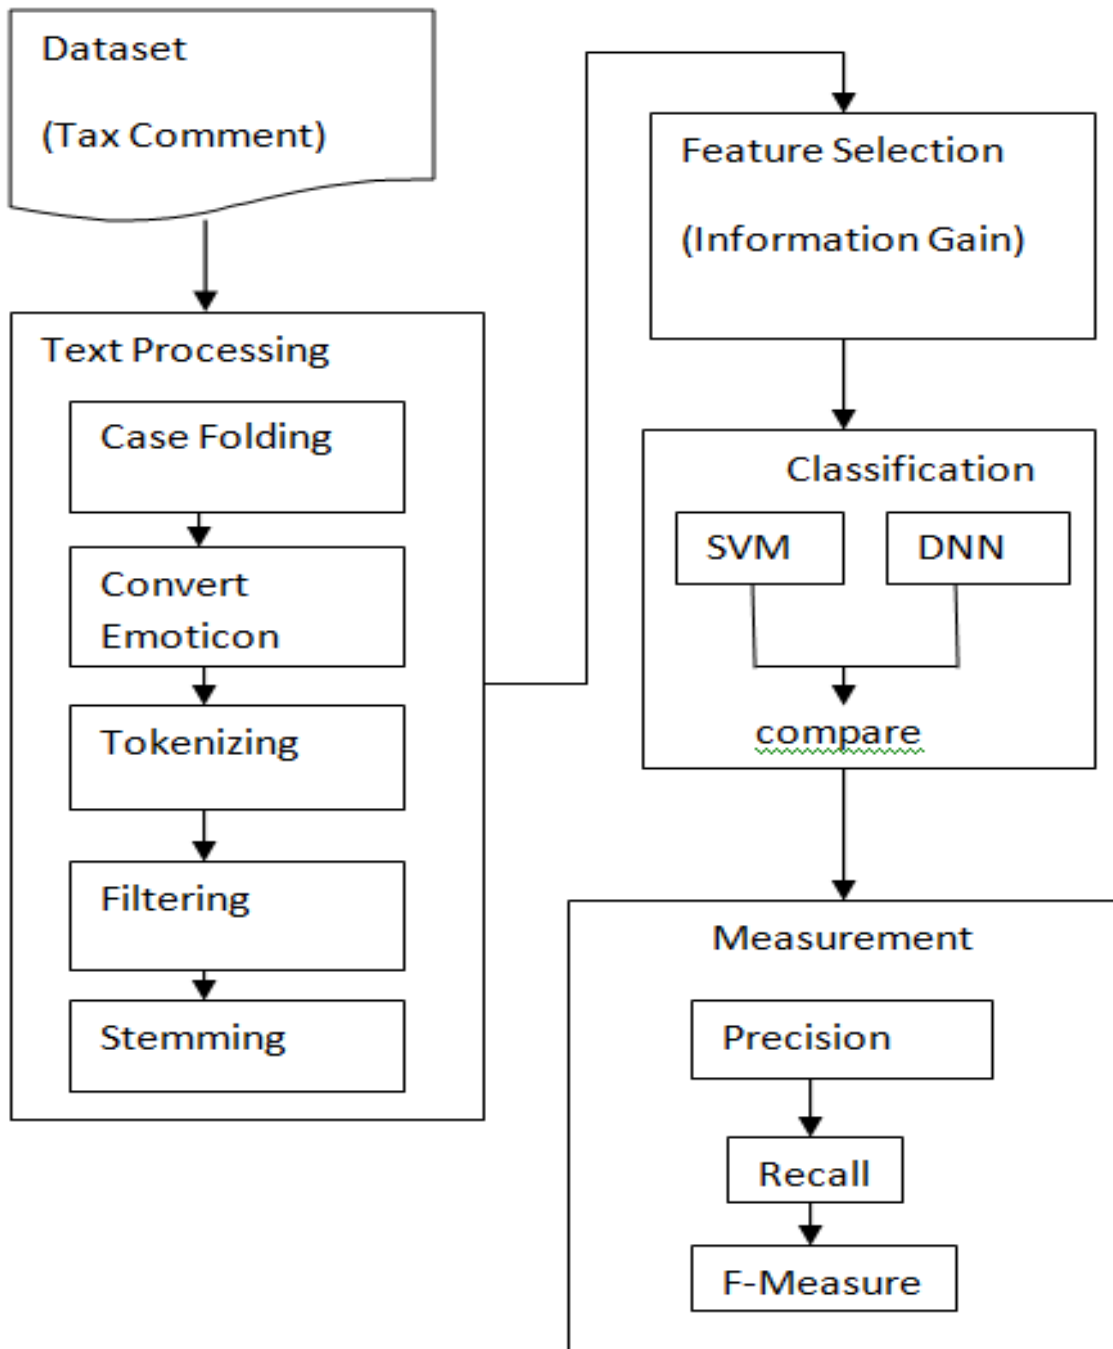 Dataset
(Tax Comment)
Text Processing
Case Folding
Convert
Emoticon
Tokenizing
Filtering
Stemming
Feature Selection
(Information Gain)
Classification
SVM
DNN
compare
Measurement
Precision
Recall
F-Measure